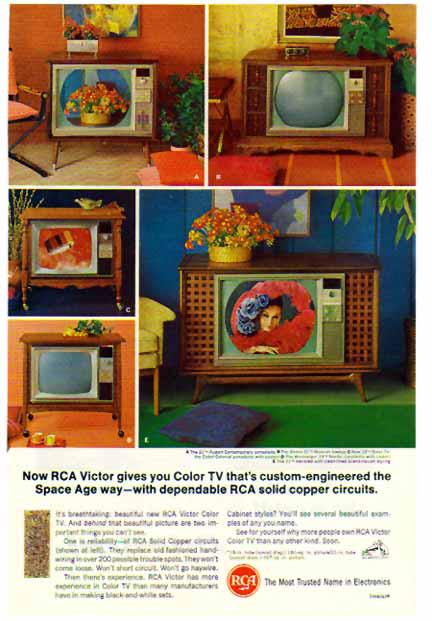 A
B
C
D
E
Now RCA Victor gives you Color TV that's custom-engineered the
Space Age way—with dependable RCA solid copper circuits.
It's breathtaking: beautiful new RCA Victor Color
TV. And behind that beautiful picture are two im-
portant things you can't see.
One is reliability—of RCA Solid Copper circuits
(shown at left). They replace old fashioned hand-
wiring in over 200 possible trouble spots. They won't
come loose. Won't short circuit. Won't go haywire.
Then there's experience. RCA Victor has more
experience in Color TV than many manufacturers
have in making black-and-white sets.
Cabinet styles? You'll see several beautiful exam-
ples of any you name.
See for yourself why more people own RCA Victor
Color TV than any other kind. Soon.
RCA
The Most Trusted Name in Electronics